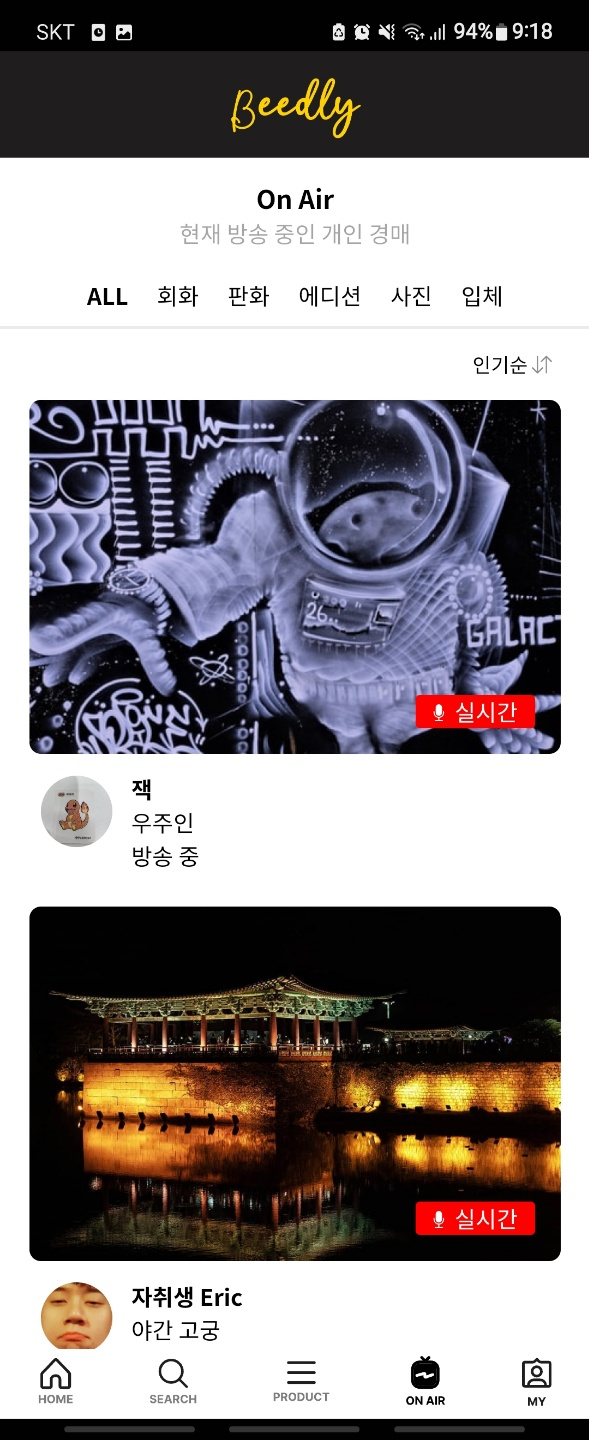 SKT 94% 9:18
Beedly
On Air
현재 방송 중인 개인 경매
ALL 회화 판화 에디션 사진 입체
인기순
26
GALAC
실시간
잭
우주인
방송 중
실시간
자취생 Eric
야간 고궁
HOME SEARCH PRODUCT ON AIR MY